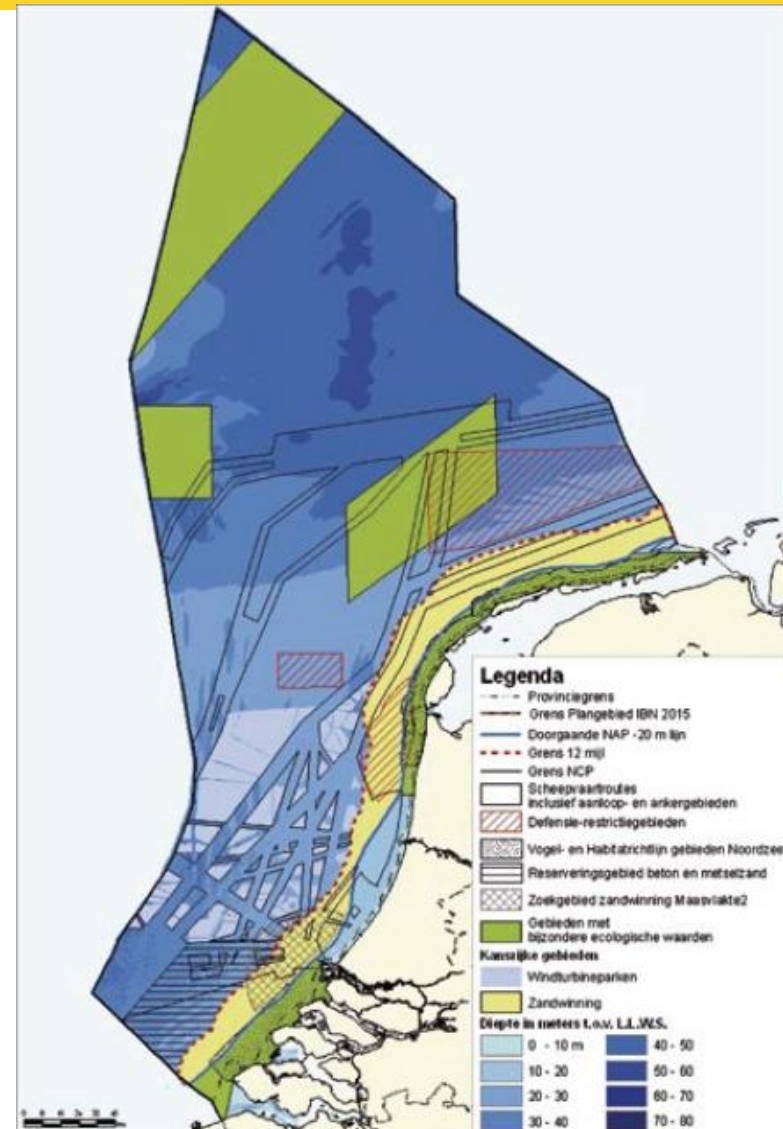 Legenda
Provinciegrens
Grens Plangebied IBN 2015
Doorgaande NAP -20 m lijn
Grens 12 mijl
Grens NCP
Scheepvaartroutes
inclusief aanloop- en ankergebieden
Defensie-restrictiegebieden
Vogel- en Habitatrichtlijn gebieden Noordzee
Reserveringsgebied beton en metselzand
Zoekgebied zandwinning Maasvlakte2
Gebieden met
bijzondere ecologische waarden
Kansrijke gebieden
Windturbineparken
Zandwinning
Diepte in meters t.o.v. L.L.W.S.
0 - 10 m
40 - 50
10 - 20
50 - 60
20 - 30
60 - 70
30 - 40
70 - 80